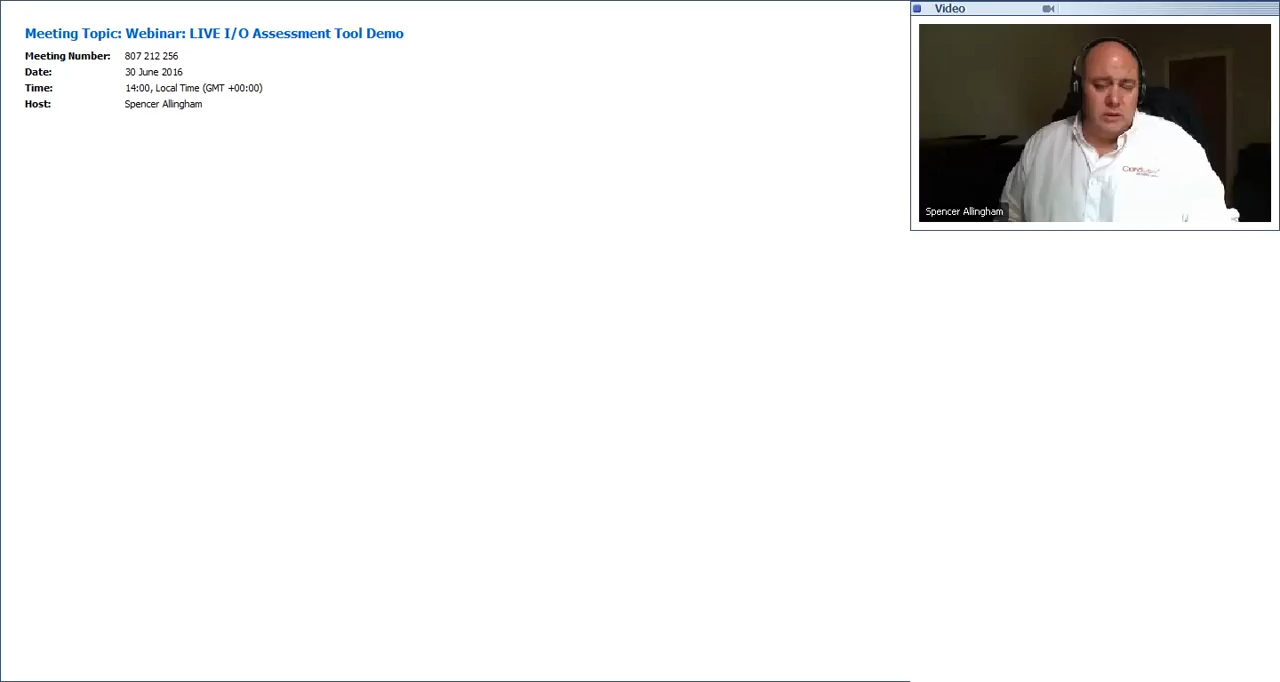 Meeting Topic: Webinar: LIVE I/O Assessment Tool Demo
Meeting Number: 807 212 256
Date: 30 June 2016
Time: 14:00, Local Time (GMT +00:00)
Host: Spencer Allingham
Video
Spencer Allingham